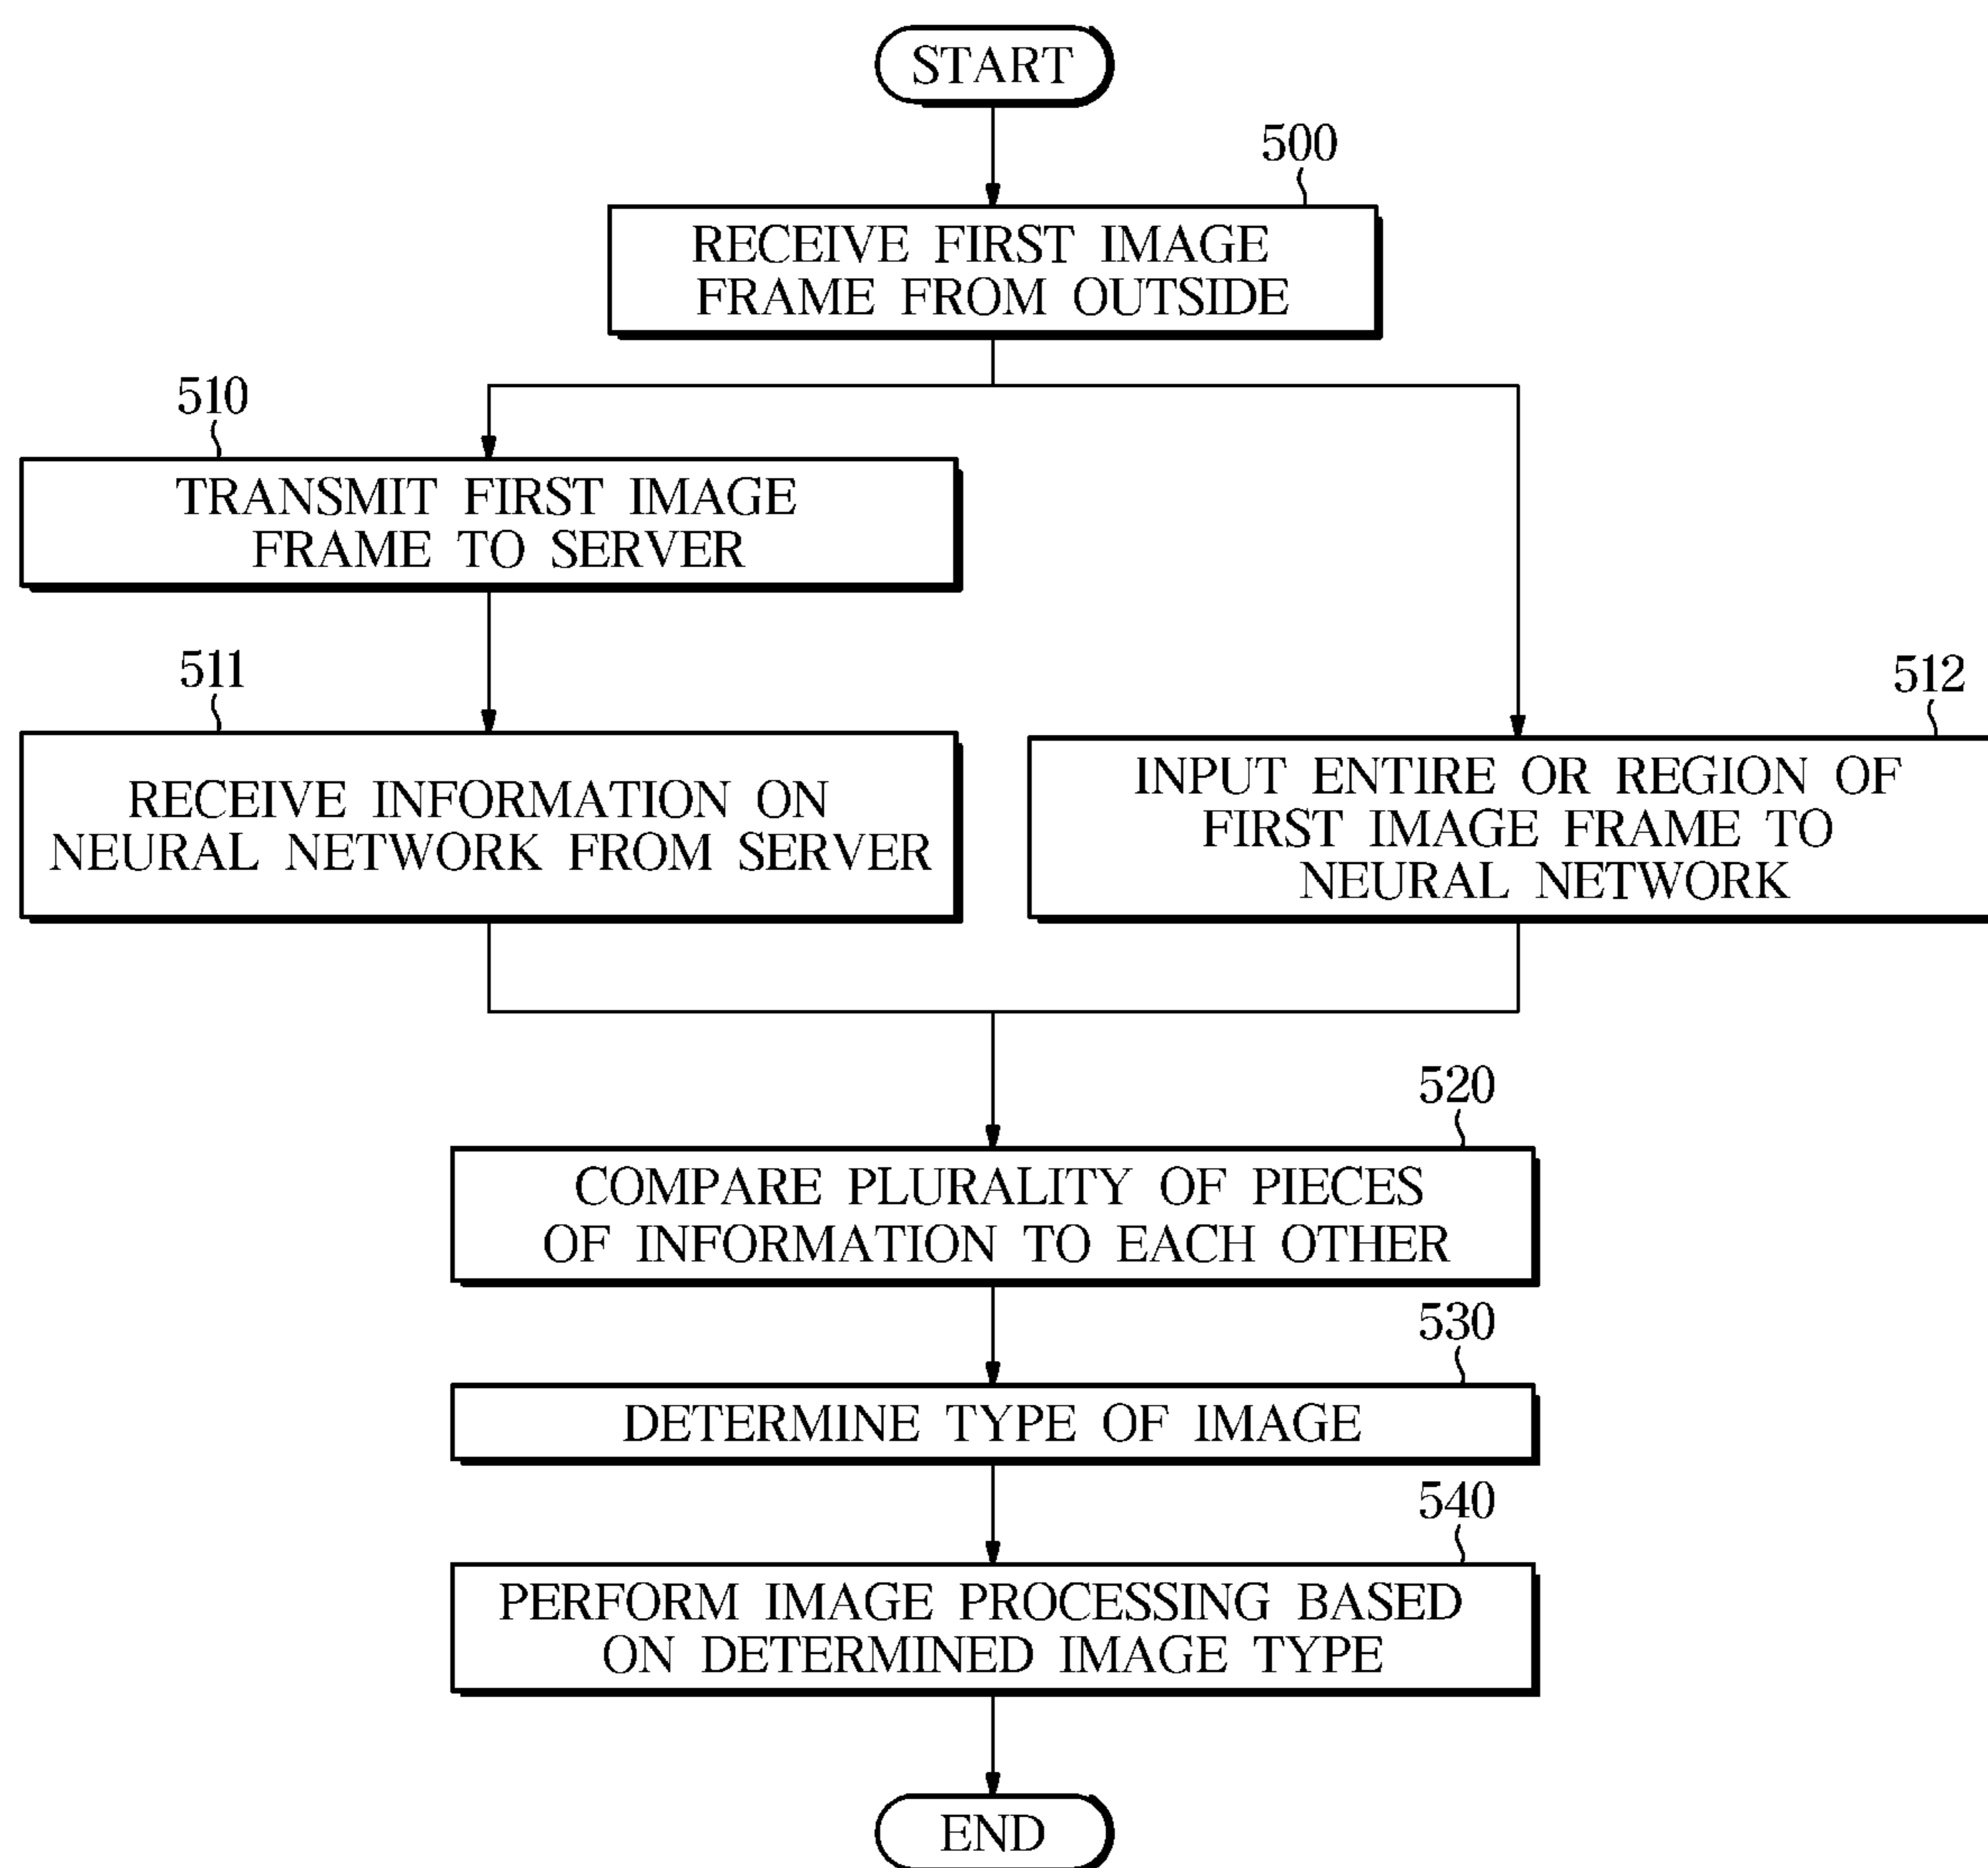 START
500
RECEIVE FIRST IMAGE
FRAME FROM OUTSIDE
510
TRANSMIT FIRST IMAGE
FRAME TO SERVER
511
RECEIVE INFORMATION ON
NEURAL NETWORK FROM SERVER
512
INPUT ENTIRE OR REGION OF
FIRST IMAGE FRAME TO
NEURAL NETWORK
520
COMPARE PLURALITY OF PIECES
OF INFORMATION TO EACH OTHER
530
DETERMINE TYPE OF IMAGE
540
PERFORM IMAGE PROCESSING BASED
ON DETERMINED IMAGE TYPE
END